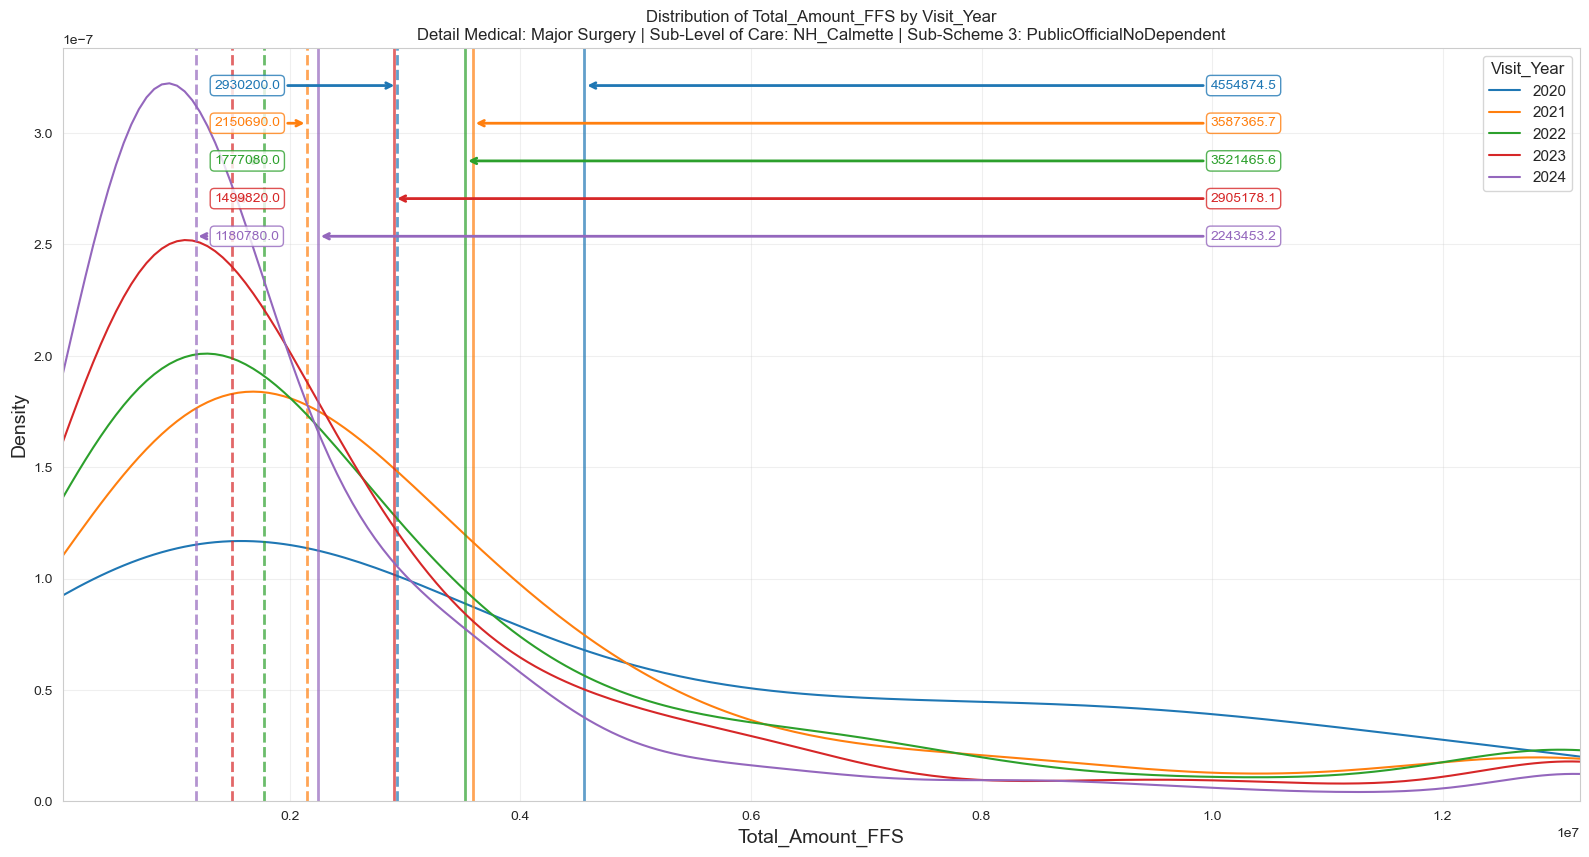 Distribution of Total_Amount_FFS by Visit_Year
Detail Medical: Major Surgery | Sub-Level of Care: NH_Calmette | Sub-Scheme 3: PublicOfficialNoDependent
1e−7
Visit_Year
2020
2021
2022
2023
2024
2930200.0
4554874.5
2150690.0
3587365.7
1777080.0
3521465.6
1499820.0
2905178.1
1180780.0
2243453.2
3.0
2.5
2.0
1.5
1.0
0.5
0.0
Density
0.2 0.4 0.6 0.8 1.0 1.2
1e7
Total_Amount_FFS